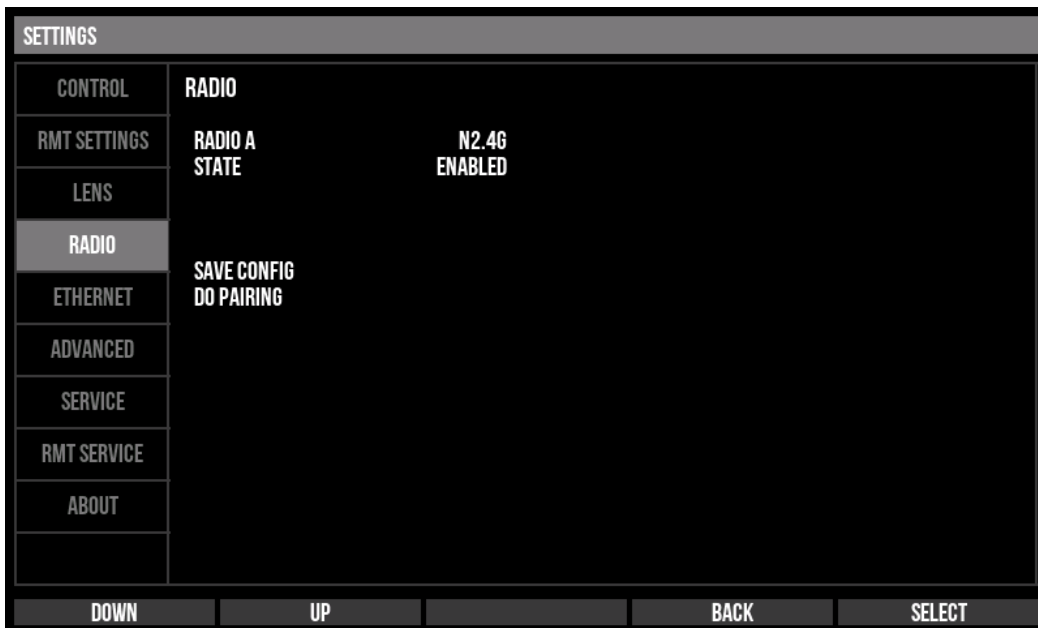 SETTINGS
CONTROL
RMT SETTINGS
LENS
RADIO
ETHERNET
ADVANCED
SERVICE
RMT SERVICE
ABOUT
RADIO
RADIO A N2.4G
STATE ENABLED
SAVE CONFIG
DO PAIRING
DOWN UP BACK SELECT